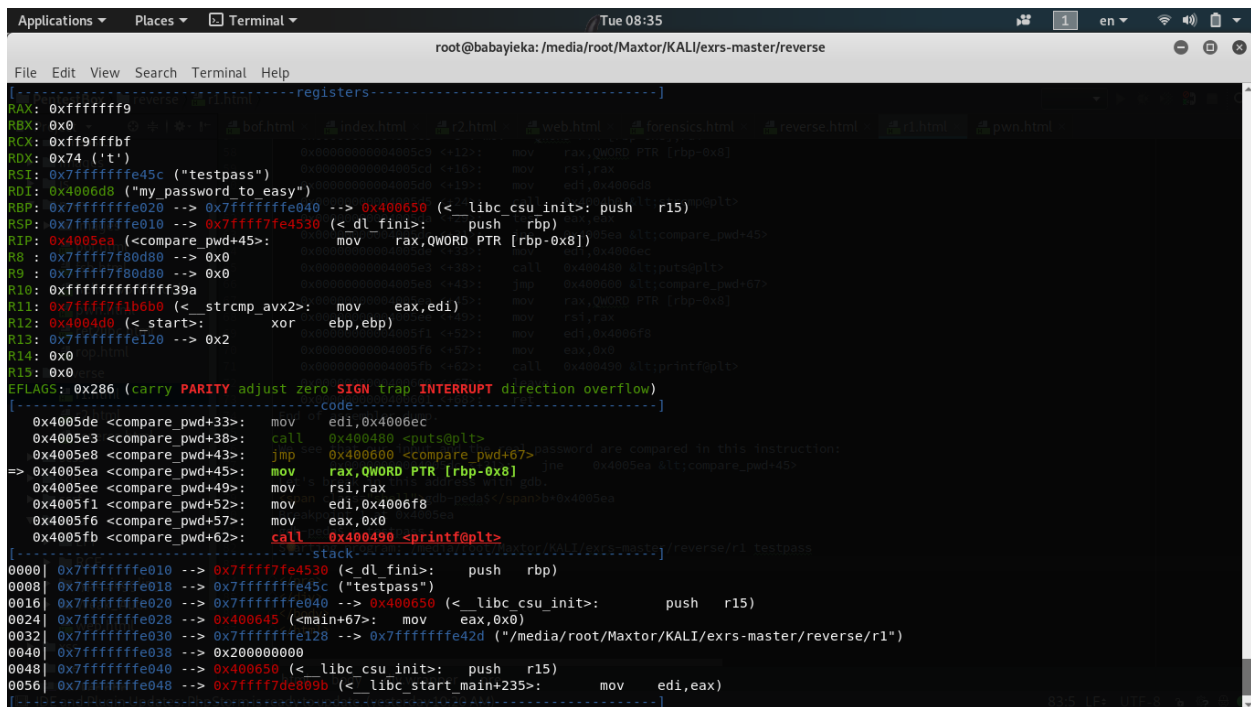 Applications ▾ Places ▾ Terminal ▾ Tue 08:35 1 en ▾
root@babayieka: /media/root/Maxtor/KALI/exrs-master/reverse
File Edit View Search Terminal Help
[----------------------------------registers-----------------------------------]
RAX: 0xfffffff9
RBX: 0x0
RCX: 0xff9fffbf
RDX: 0x74 ('t')
RSI: 0x7fffffffe45c ("testpass")
RDI: 0x4006d8 ("my_password_to_easy")
RBP: 0x7fffffffe020 --> 0x7fffffffe040 --> 0x400650 (<__libc_csu_init>: push r15)
RSP: 0x7fffffffe010 --> 0x7ffff7fe4530 (<_dl_fini>: push rbp)
RIP: 0x4005ea (<compare_pwd+45>: mov rax,QWORD PTR [rbp-0x8])
R8 : 0x7ffff7f80d80 --> 0x0
R9 : 0x7ffff7f80d80 --> 0x0
R10: 0xfffffffffffff39a
R11: 0x7ffff7f1b6b0 (<__strcmp_avx2>: mov eax,edi)
R12: 0x4004d0 (<_start>: xor ebp,ebp)
R13: 0x7fffffffe120 --> 0x2
R14: 0x0
R15: 0x0
EFLAGS: 0x286 (carry PARITY adjust zero SIGN trap INTERRUPT direction overflow)
[-------------------------------------code-------------------------------------]
0x4005de <compare_pwd+33>: mov edi,0x4006ec
0x4005e3 <compare_pwd+38>: call 0x400480 <puts@plt>
0x4005e8 <compare_pwd+43>: jmp 0x400600 <compare_pwd+67>
=> 0x4005ea <compare_pwd+45>: mov rax,QWORD PTR [rbp-0x8]
0x4005ee <compare_pwd+49>: mov rsi,rax
0x4005f1 <compare_pwd+52>: mov edi,0x4006f8
0x4005f6 <compare_pwd+57>: mov eax,0x0
0x4005fb <compare_pwd+62>: call 0x400490 <printf@plt>
[------------------------------------stack-------------------------------------]
0000| 0x7fffffffe010 --> 0x7ffff7fe4530 (<_dl_fini>: push rbp)
0008| 0x7fffffffe018 --> 0x7fffffffe45c ("testpass")
0016| 0x7fffffffe020 --> 0x7fffffffe040 --> 0x400650 (<__libc_csu_init>: push r15)
0024| 0x7fffffffe028 --> 0x400645 (<main+67>: mov eax,0x0)
0032| 0x7fffffffe030 --> 0x7fffffffe128 --> 0x7fffffffe42d ("/media/root/Maxtor/KALI/exrs-master/reverse/r1")
0040| 0x7fffffffe038 --> 0x200000000
0048| 0x7fffffffe040 --> 0x400650 (<__libc_csu_init>: push r15)
0056| 0x7fffffffe048 --> 0x7ffff7de809b (<__libc_start_main+235>: mov edi,eax)
[------------------------------------------------------------------------------]